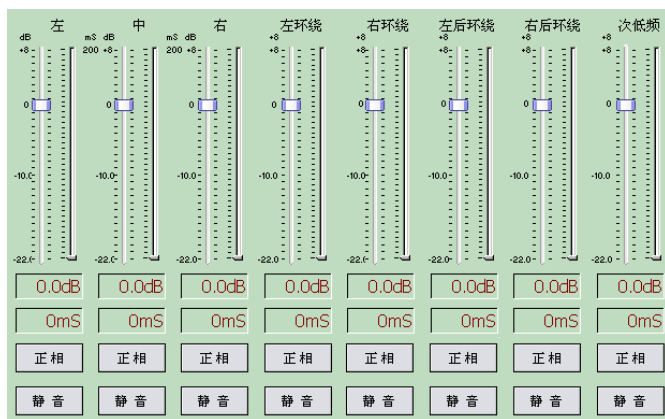 左 中 右 左环绕 右环绕 左后环绕 右后环绕 次低频
dB mS dB mS dB +8 +8 +8 +8 +8
+8 200 +8 200 +8 +8 +8 +8 +8 +8
0 0 0 0 0 0 0 0
-10.0 -10.0 -10.0 -10.0 -10.0 -10.0 -10.0 -10.0
-22.0 -22.0 -22.0 -22.0 -22.0 -22.0 -22.0 -22.0
0.0dB 0.0dB 0.0dB 0.0dB 0.0dB 0.0dB 0.0dB 0.0dB
0mS 0mS 0mS 0mS 0mS 0mS 0mS 0mS
正相 正相 正相 正相 正相 正相 正相 正相
静音 静音 静音 静音 静音 静音 静音 静音